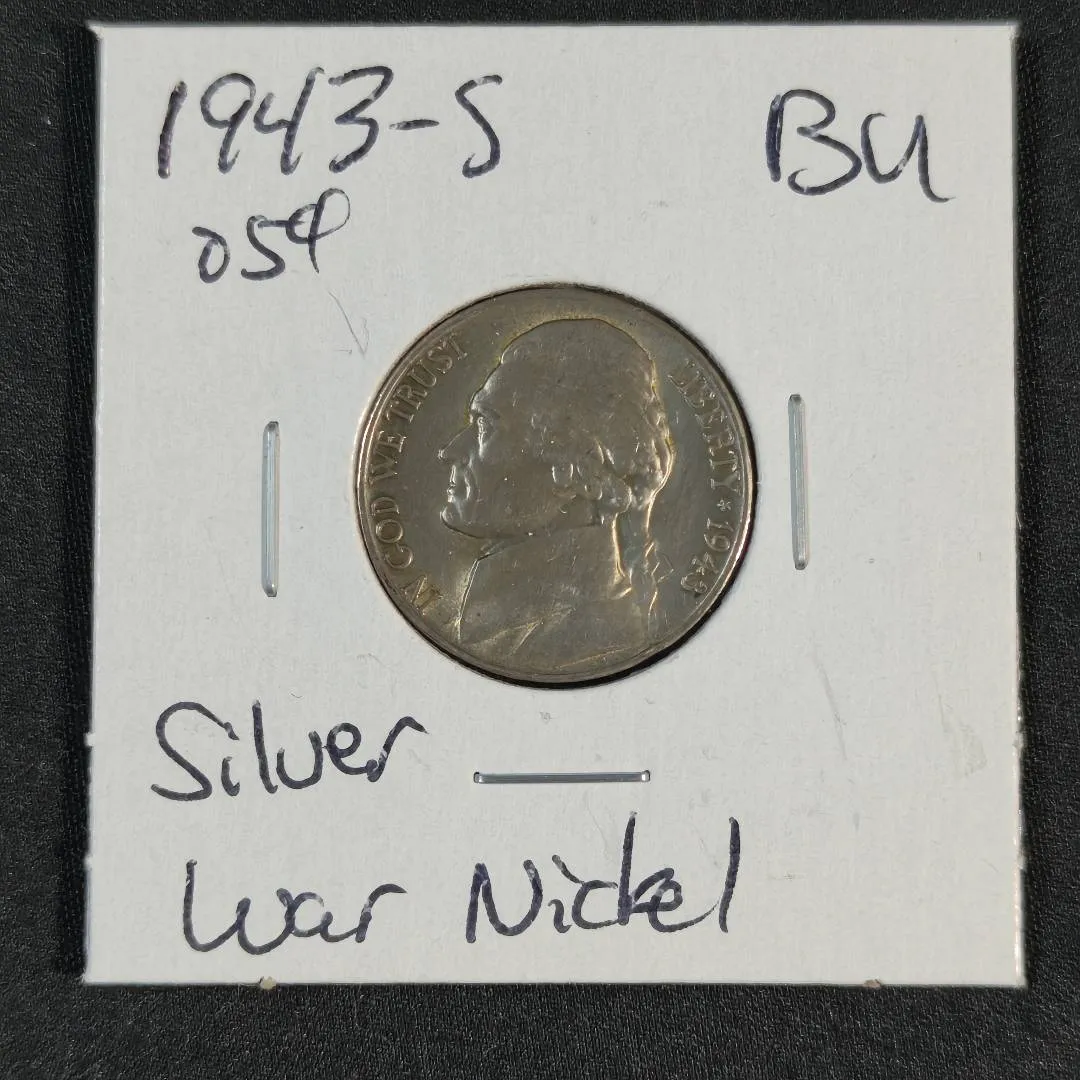 1943-S BU
05¢
IN GOD WE TRUST
LIBERTY * 1943
Silver
War Nickel